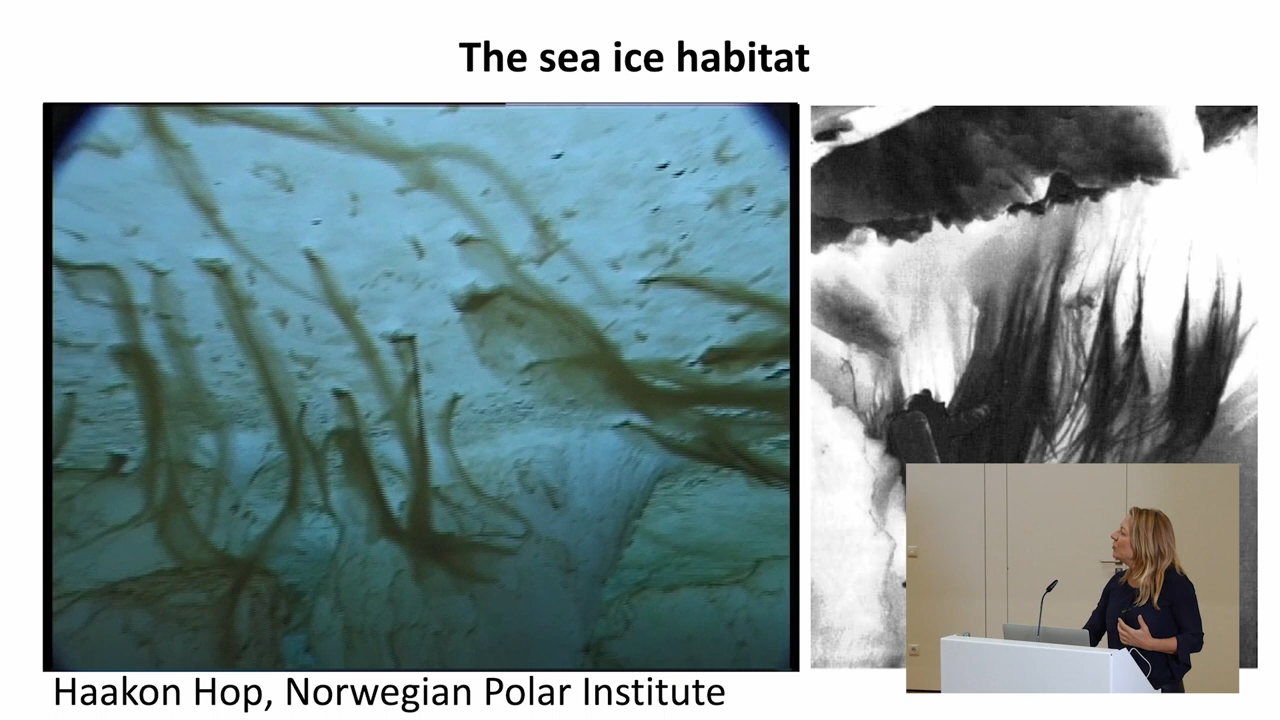 The sea ice habitat
Haakon Hop, Norwegian Polar Institute